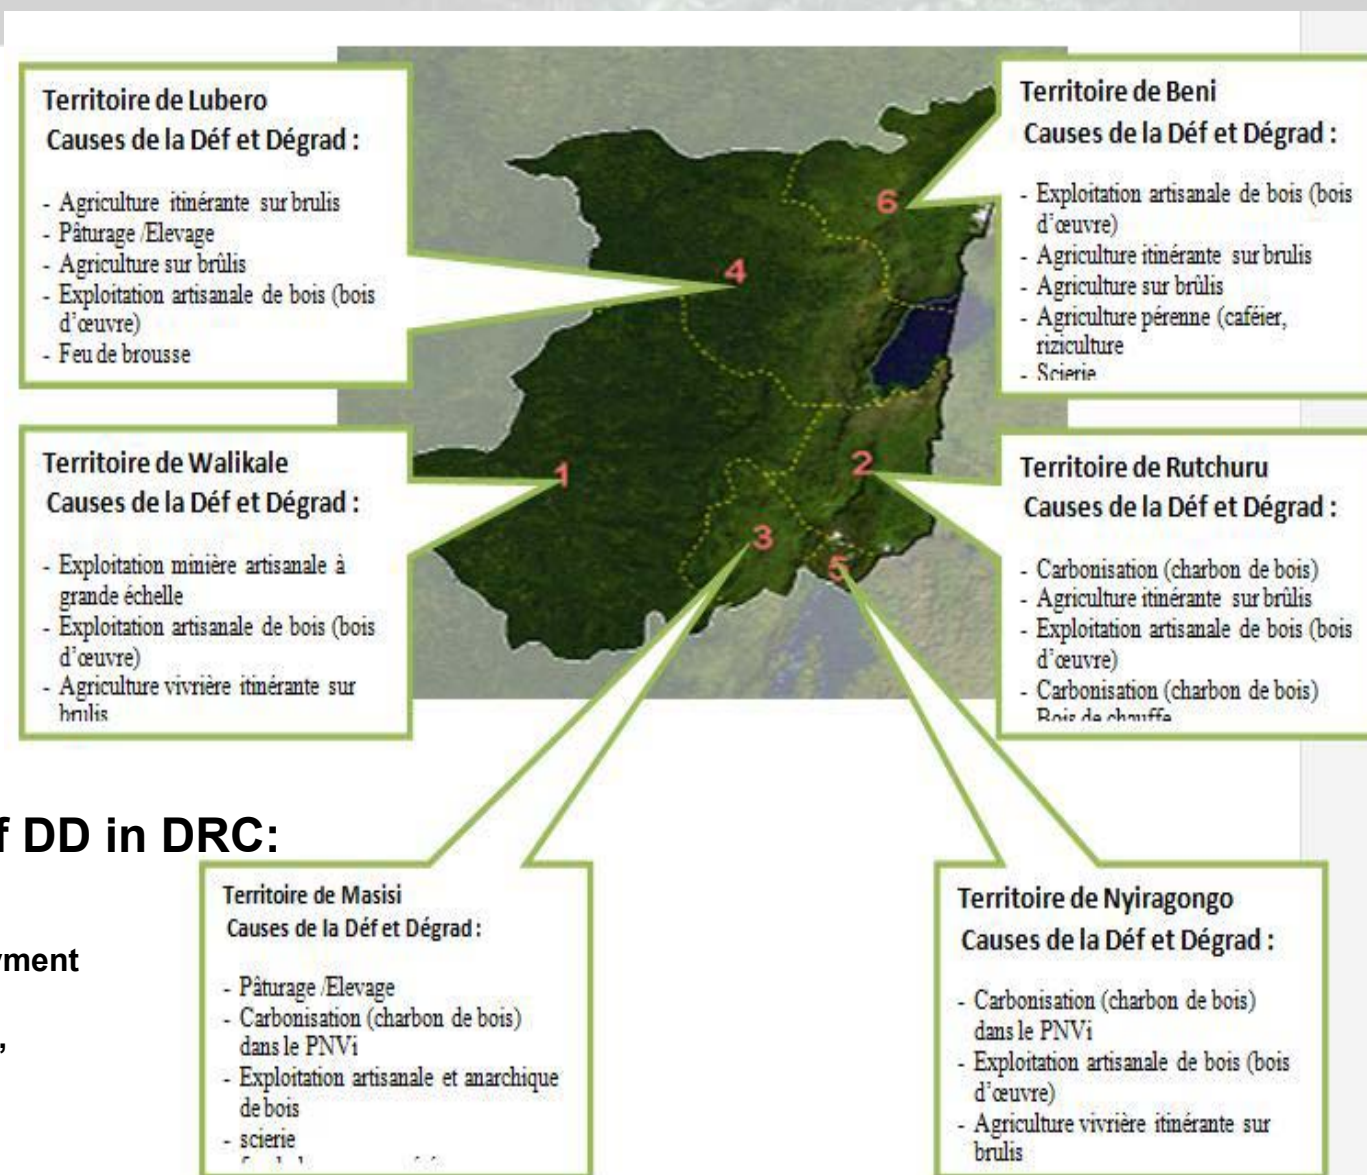 Territoire de Lubero
Causes de la Déf et Dégrad :
- Agriculture itinérante sur brulis
- Pâturage /Elevage
- Agriculture sur brûlis
- Exploitation artisanale de bois (bois
d'œuvre)
- Feu de brousse
Territoire de Beni
Causes de la Déf et Dégrad :
- Exploitation artisanale de bois (bois
d'œuvre)
- Agriculture itinérante sur brulis
- Agriculture sur brûlis
- Agriculture pérenne (caféier,
riziculture
- Scierie
6
4
Territoire de Walikale
Causes de la Déf et Dégrad :
- Exploitation minière artisanale à
grande échelle
- Exploitation artisanale de bois (bois
d'œuvre)
- Agriculture vivrière itinérante sur
brulis
1
2
3
5
Territoire de Rutchuru
Causes de la Déf et Dégrad :
- Carbonisation (charbon de bois)
- Agriculture itinérante sur brûlis
- Exploitation artisanale de bois (bois
d'œuvre)
- Carbonisation (charbon de bois)
Bois de chauffe
f DD in DRC:
yment
,
Territoire de Masisi
Causes de la Déf et Dégrad :
- Pâturage /Elevage
- Carbonisation (charbon de bois)
dans le PNVi
- Exploitation artisanale et anarchique
de bois
- scierie
Territoire de Nyiragongo
Causes de la Déf et Dégrad :
- Carbonisation (charbon de bois)
dans le PNVi
- Exploitation artisanale de bois (bois
d'œuvre)
- Agriculture vivrière itinérante sur
brulis